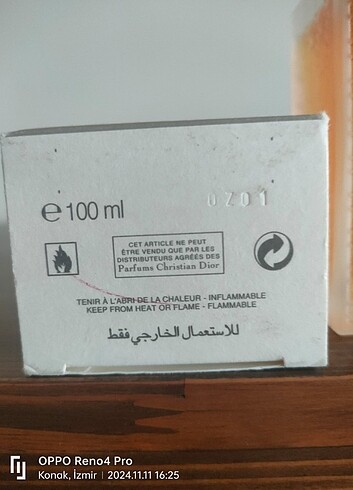 e 100 ml
0Z01
CET ARTICLE NE PEUT
ÊTRE VENDU QUE PAR LES
DISTRIBUTEURS AGRÉÉS DES
Parfums Christian Dior
TENIR À L'ABRI DE LA CHALEUR - INFLAMMABLE
KEEP FROM HEAT OR FLAME - FLAMMABLE
للاستعمال الخارجي فقط
OPPO Reno4 Pro
Konak, İzmir | 2024.11.11 16:25